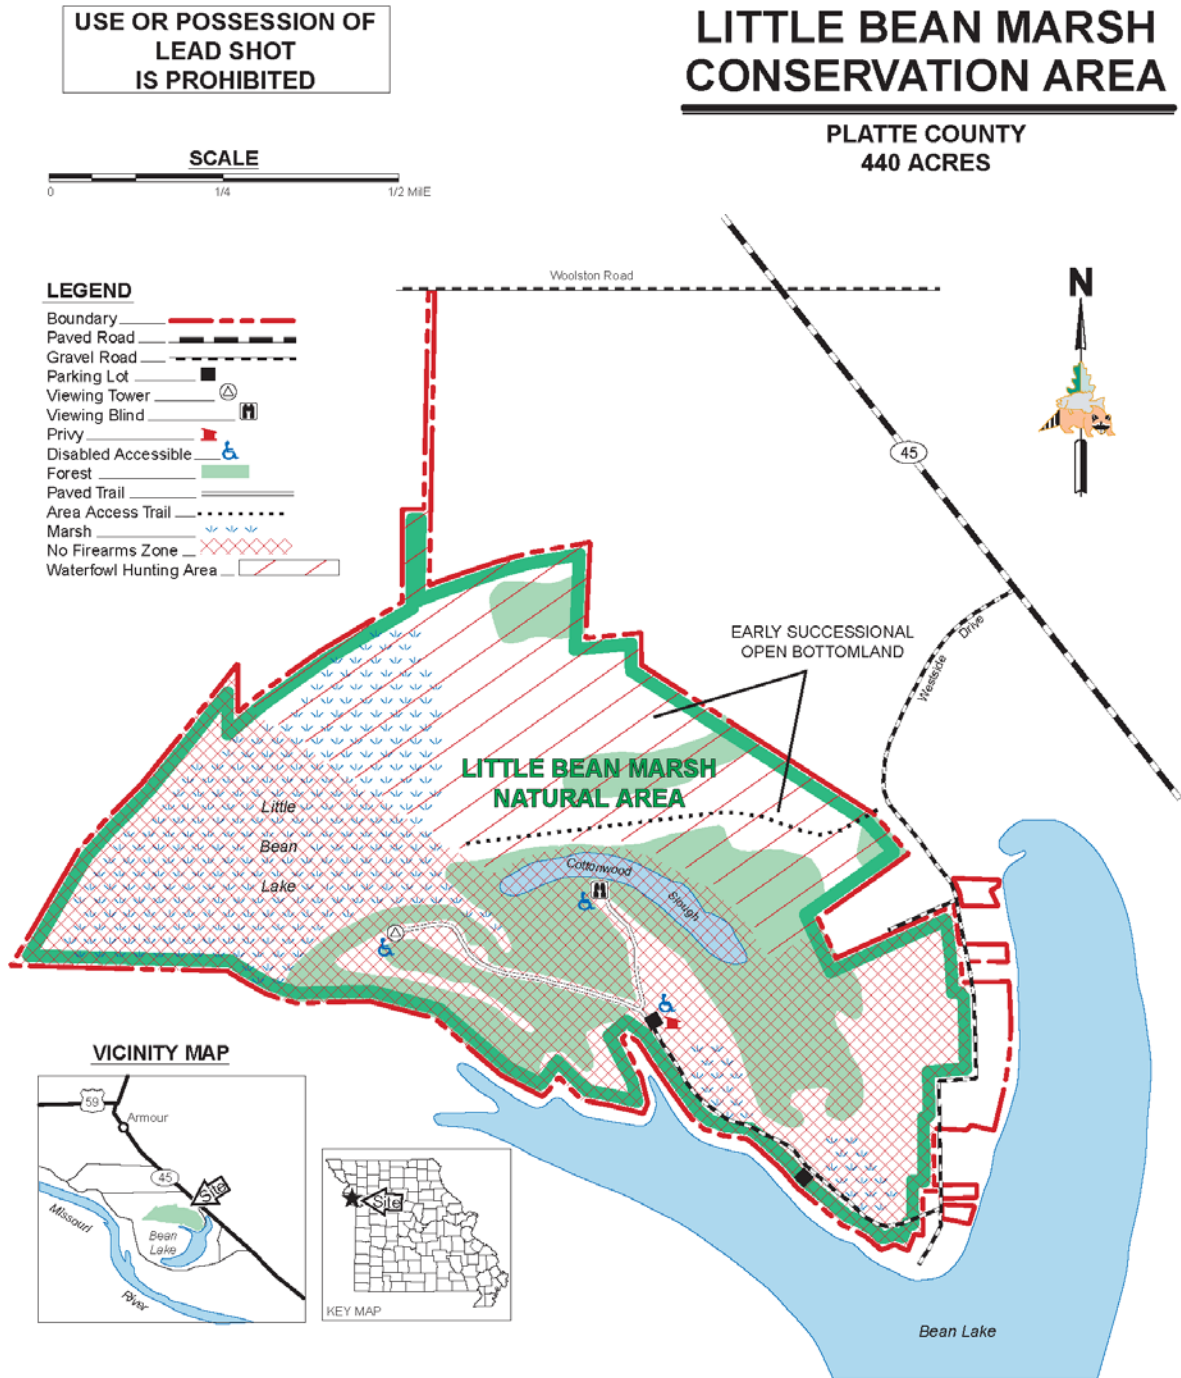 USE OR POSSESSION OF
LEAD SHOT
IS PROHIBITED
LITTLE BEAN MARSH
CONSERVATION AREA
PLATTE COUNTY
440 ACRES
SCALE
0 1/4 1/2 MilE
Woolston Road
N
LEGEND
Boundary
Paved Road
Gravel Road
Parking Lot
Viewing Tower
Viewing Blind
Privy
Disabled Accessible
Forest
Paved Trail
Area Access Trail
Marsh
No Firearms Zone
Waterfowl Hunting Area
45
Westside Drive
EARLY SUCCESSIONAL
OPEN BOTTOMLAND
LITTLE BEAN MARSH
NATURAL AREA
Little
Bean
Lake
Cottonwood Slough
VICINITY MAP
59
Armour
45
Site
Missouri
River
Bean
Lake
Site
KEY MAP
Bean Lake